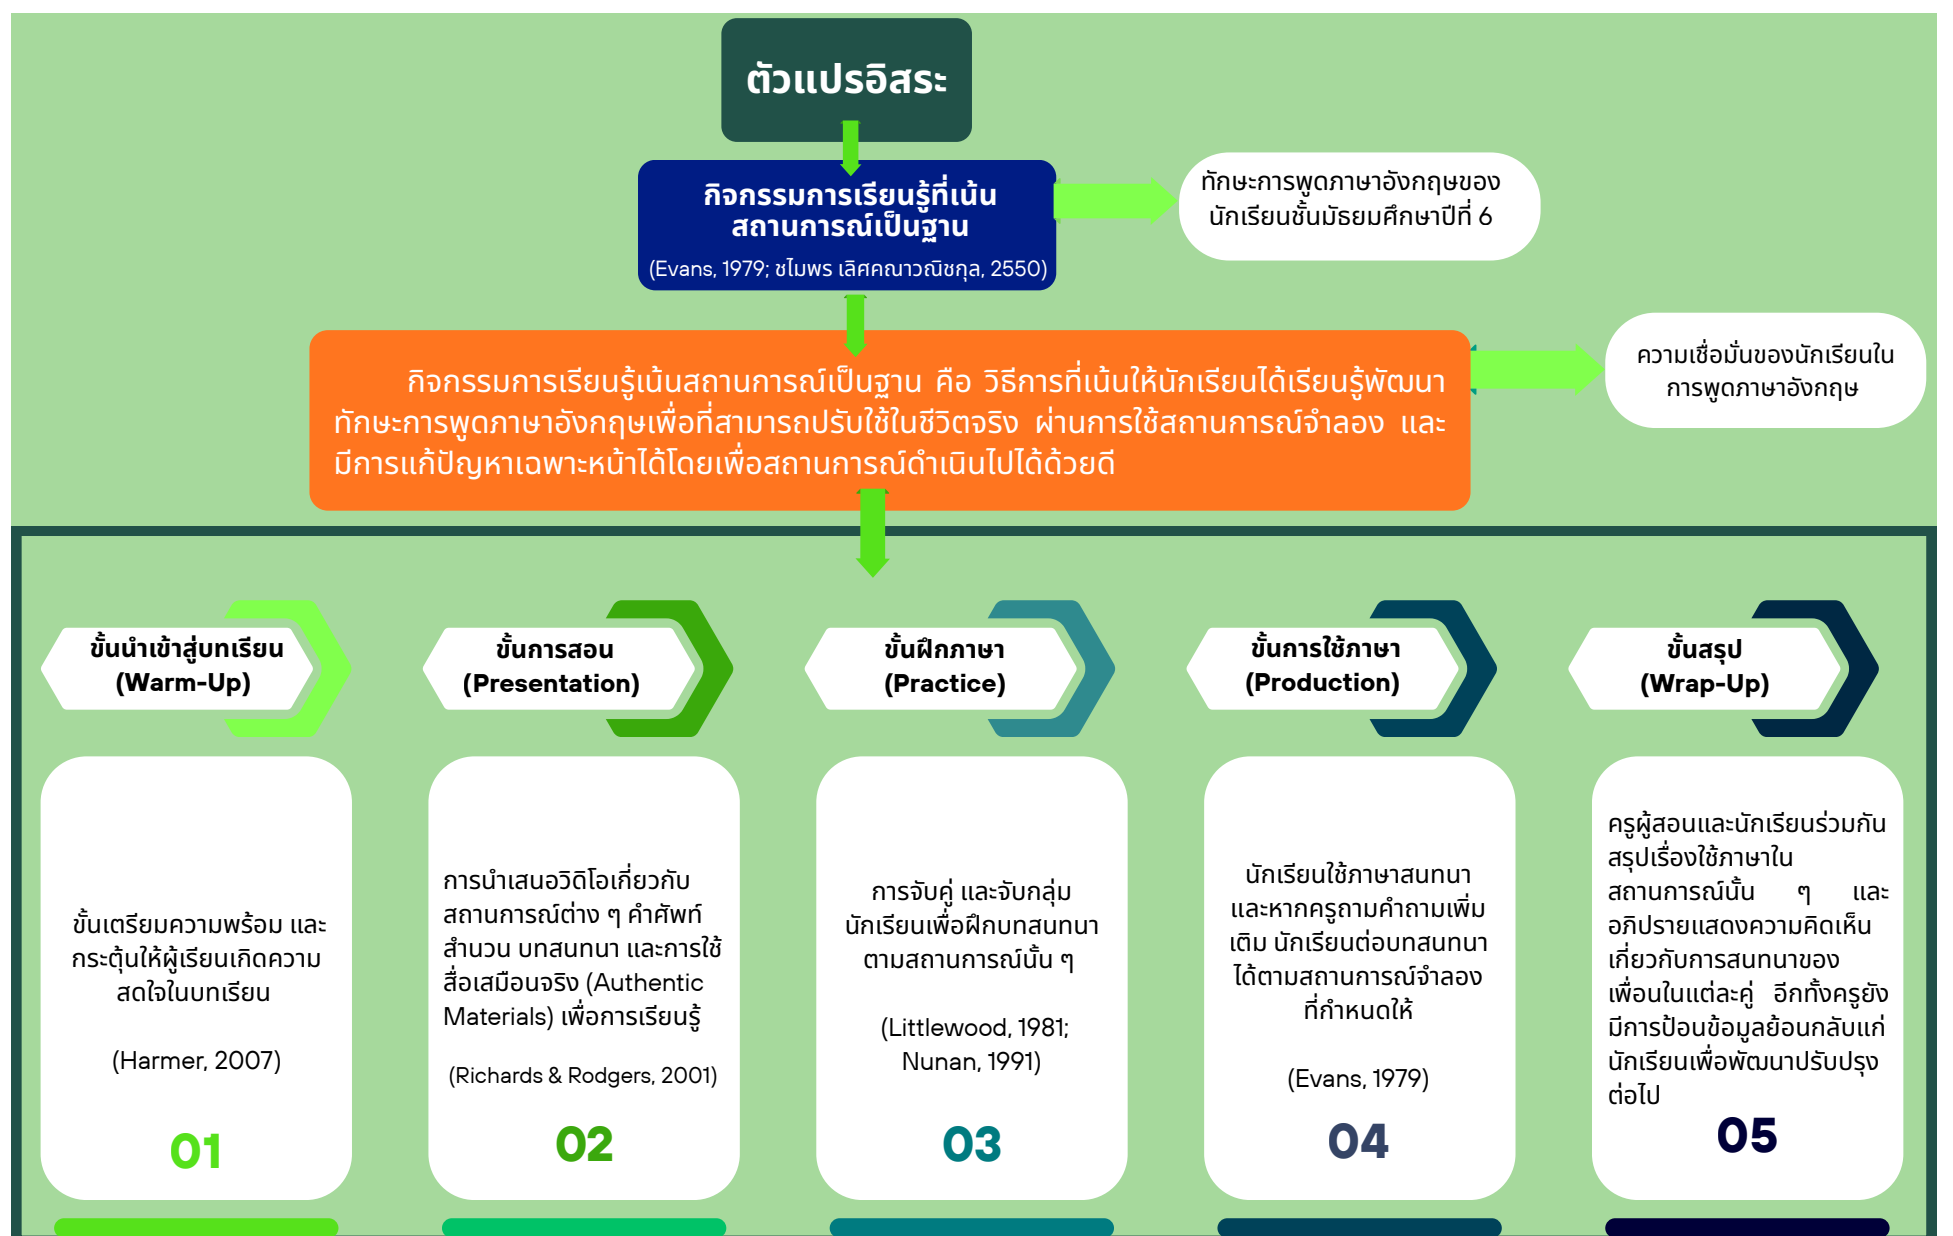 ตัวแปรอิสระ
กิจกรรมการเรียนรู้ที่เน้น
สถานการณ์เป็นฐาน
(Evans, 1979; ชไมพร เลิศคณาวณิชกุล, 2550)
ทักษะการพูดภาษาอังกฤษของ
นักเรียนชั้นมัธยมศึกษาปีที่ 6
กิจกรรมการเรียนรู้เน้นสถานการณ์เป็นฐาน คือ วิธีการที่เน้นให้นักเรียนได้เรียนรู้พัฒนา
ทักษะการพูดภาษาอังกฤษเพื่อที่สามารถปรับใช้ในชีวิตจริง ผ่านการใช้สถานการณ์จำลอง และ
มีการแก้ปัญหาเฉพาะหน้าได้โดยเพื่อสถานการณ์ดำเนินไปได้ด้วยดี
ความเชื่อมั่นของนักเรียนใน
การพูดภาษาอังกฤษ
ขั้นนำเข้าสู่บทเรียน
(Warm-Up)
ขั้นเตรียมความพร้อม และ
กระตุ้นให้ผู้เรียนเกิดความ
สดใจในบทเรียน
(Harmer, 2007)
01
ขั้นการสอน
(Presentation)
การนำเสนอวิดิโอเกี่ยวกับ
สถานการณ์ต่าง ๆ คำศัพท์
สำนวน บทสนทนา และการใช้
สื่อเสมือนจริง (Authentic
Materials) เพื่อการเรียนรู้
(Richards & Rodgers, 2001)
02
ขั้นฝึกภาษา
(Practice)
การจับคู่ และจับกลุ่ม
นักเรียนเพื่อฝึกบทสนทนา
ตามสถานการณ์นั้น ๆ
(Littlewood, 1981;
Nunan, 1991)
03
ขั้นการใช้ภาษา
(Production)
นักเรียนใช้ภาษาสนทนา
และหากครูถามคำถามเพิ่ม
เติม นักเรียนต่อบทสนทนา
ได้ตามสถานการณ์จำลอง
ที่กำหนดให้
(Evans, 1979)
04
ขั้นสรุป
(Wrap-Up)
ครูผู้สอนและนักเรียนร่วมกัน
สรุปเรื่องใช้ภาษาใน
สถานการณ์นั้น ๆ และ
อภิปรายแสดงความคิดเห็น
เกี่ยวกับการสนทนาของ
เพื่อนในแต่ละคู่ อีกทั้งครูยัง
มีการป้อนข้อมูลย้อนกลับแก่
นักเรียนเพื่อพัฒนาปรับปรุง
ต่อไป
05